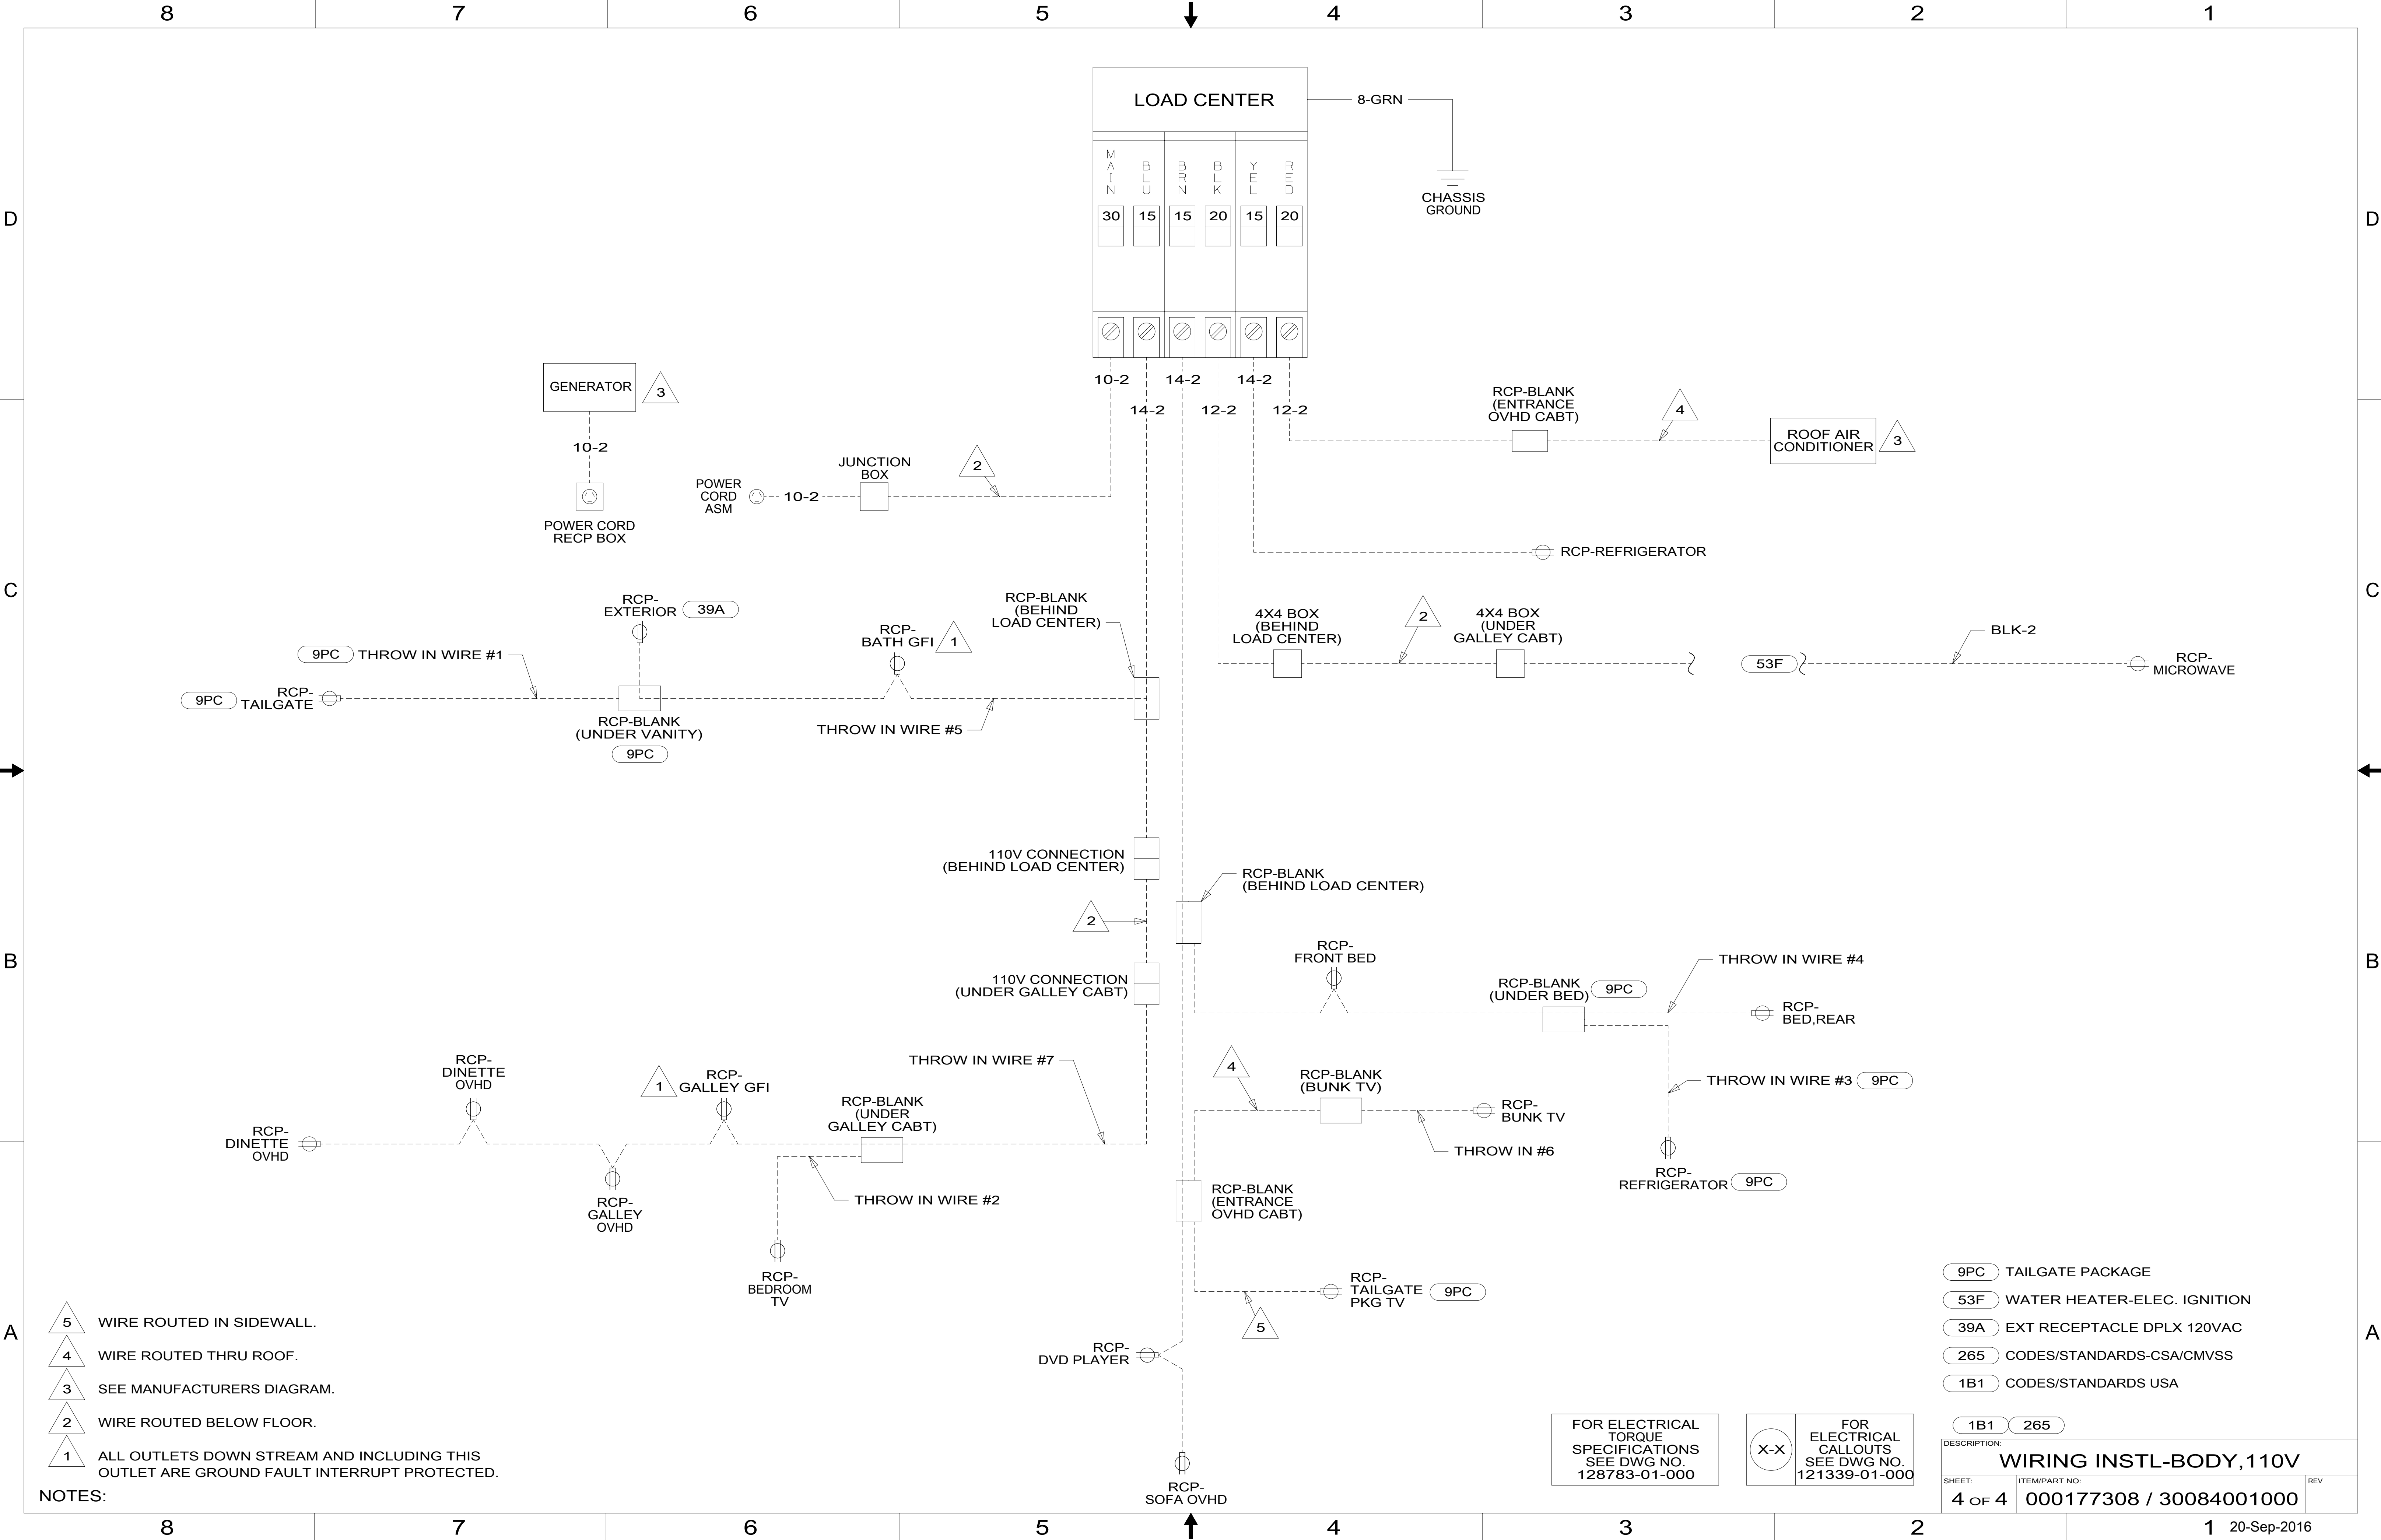 8 7 6 5 4 3 2 1
LOAD CENTER
8-GRN
CHASSIS
GROUND
MAIN BLU BRN BLK YEL RED
30 15 15 20 15 20
10-2 14-2 14-2
14-2 12-2 12-2
D
D
GENERATOR
3
10-2
POWER CORD
RECP BOX
POWER
CORD
ASM
10-2
JUNCTION
BOX
2
RCP-BLANK
(ENTRANCE
OVHD CABT)
4
ROOF AIR
CONDITIONER
3
RCP-REFRIGERATOR
C
C
RCP-
EXTERIOR
39A
9PC THROW IN WIRE #1
9PC
RCP-
TAILGATE
RCP-BLANK
(UNDER VANITY)
9PC
RCP-
BATH GFI
1
THROW IN WIRE #5
RCP-BLANK
(BEHIND
LOAD CENTER)
4X4 BOX
(BEHIND
LOAD CENTER)
2
4X4 BOX
(UNDER
GALLEY CABT)
53F
BLK-2
RCP-
MICROWAVE
110V CONNECTION
(BEHIND LOAD CENTER)
2
110V CONNECTION
(UNDER GALLEY CABT)
RCP-BLANK
(BEHIND LOAD CENTER)
B
B
RCP-
FRONT BED
RCP-BLANK
(UNDER BED)
9PC
THROW IN WIRE #4
RCP-
BED,REAR
THROW IN WIRE #3 9PC
RCP-
REFRIGERATOR
9PC
4
RCP-BLANK
(BUNK TV)
RCP-
BUNK TV
THROW IN #6
RCP-
DINETTE
OVHD
RCP-
DINETTE
OVHD
1
RCP-
GALLEY GFI
RCP-
GALLEY
OVHD
RCP-BLANK
(UNDER
GALLEY CABT)
THROW IN WIRE #7
THROW IN WIRE #2
RCP-
BEDROOM
TV
RCP-BLANK
(ENTRANCE
OVHD CABT)
RCP-
TAILGATE
PKG TV
9PC
5
RCP-
DVD PLAYER
RCP-
SOFA OVHD
A
A
5 WIRE ROUTED IN SIDEWALL.
4 WIRE ROUTED THRU ROOF.
3 SEE MANUFACTURERS DIAGRAM.
2 WIRE ROUTED BELOW FLOOR.
1 ALL OUTLETS DOWN STREAM AND INCLUDING THIS
OUTLET ARE GROUND FAULT INTERRUPT PROTECTED.
NOTES:
9PC TAILGATE PACKAGE
53F WATER HEATER-ELEC. IGNITION
39A EXT RECEPTACLE DPLX 120VAC
265 CODES/STANDARDS-CSA/CMVSS
1B1 CODES/STANDARDS USA
1B1 265
FOR ELECTRICAL
TORQUE
SPECIFICATIONS
SEE DWG NO.
128783-01-000
X-X
FOR
ELECTRICAL
CALLOUTS
SEE DWG NO.
121339-01-000
DESCRIPTION:
WIRING INSTL-BODY,110V
SHEET: ITEM/PART NO: REV
4 OF 4 000177308 / 30084001000
8 7 6 5 4 3 2 1
20-Sep-2016